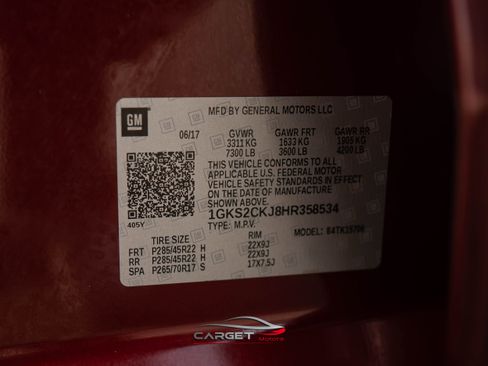 GM
MFD BY GENERAL MOTORS LLC
06/17 GVWR GAWR FRT GAWR RR
3311 KG 1633 KG 1905 KG
7300 LB 3600 LB 4200 LB
THIS VEHICLE CONFORMS TO ALL
APPLICABLE U.S. FEDERAL VEHICLE
SAFETY STANDARDS IN EFFECT
ON THE DATE OF MANUFACTURE
SHOWN ABOVE.
1GKS2CKJ8HR358534
405Y TYPE: M.P.V. MODEL:
TIRE SIZE RIM
FRT P285/45R22 H 22X9J
RR P285/45R22 H 22X9J
SPA P265/70R17 S 17X7.5J
CARGET
Motors